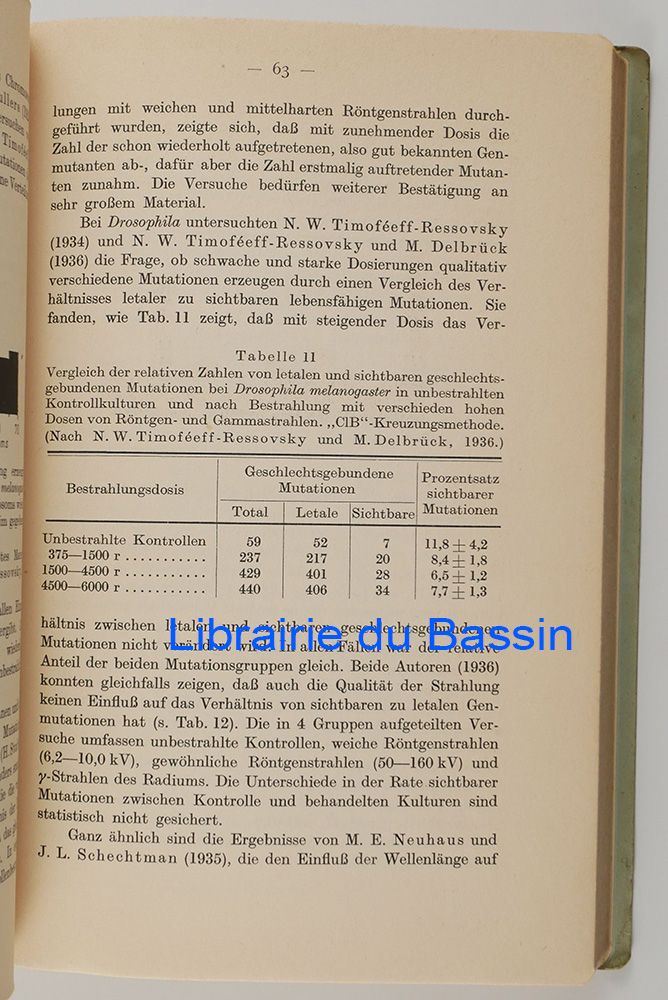 — 63 —
lungen mit weichen und mittelharten Röntgenstrahlen durch-
geführt wurden, zeigte sich, daß mit zunehmender Dosis die
Zahl der schon wiederholt aufgetretenen, also gut bekannten Gen-
mutanten ab-, dafür aber die Zahl erstmalig auftretender Mutan-
ten zunahm. Die Versuche bedürfen weiterer Bestätigung an
sehr großem Material.
Bei Drosophila untersuchten N. W. Timoféeff-Ressovsky
(1934) und N. W. Timoféeff-Ressovsky und M. Delbrück
(1936) die Frage, ob schwache und starke Dosierungen qualitativ
verschiedene Mutationen erzeugen durch einen Vergleich des Ver-
hältnisses letaler zu sichtbaren lebensfähigen Mutationen. Sie
fanden, wie Tab. 11 zeigt, daß mit steigender Dosis das Ver-
Tabelle 11
Vergleich der relativen Zahlen von letalen und sichtbaren geschlechts-
gebundenen Mutationen bei Drosophila melanogaster in unbestrahlten
Kontrollkulturen und nach Bestrahlung mit verschieden hohen
Dosen von Röntgen- und Gammastrahlen. „ClB“-Kreuzungsmethode.
(Nach N. W. Timoféeff-Ressovsky und M. Delbrück, 1936.)
Bestrahlungsdosis Geschlechtsgebundene Mutationen Prozentsatz sichtbarer Mutationen
Total Letale Sichtbare
Unbestrahlte Kontrollen 59 52 7 11,8 ± 4,2
375—1500 r . . . . . . . . . . . 237 217 20 8,4 ± 1,8
1500—4500 r . . . . . . . . . . . 429 401 28 6,5 ± 1,2
4500—6000 r . . . . . . . . . . . 440 406 34 7,7 ± 1,3
hältnis zwischen letalen und sichtbaren geschlechtsgebundenen
Mutationen nicht verändert wird. In allen Fällen war der relative
Librairie du Bassin
Anteil der beiden Mutationsgruppen gleich. Beide Autoren (1936)
konnten gleichfalls zeigen, daß auch die Qualität der Strahlung
keinen Einfluß auf das Verhältnis von sichtbaren zu letalen Gen-
mutationen hat (s. Tab. 12). Die in 4 Gruppen aufgeteilten Ver-
suche umfassen unbestrahlte Kontrollen, weiche Röntgenstrahlen
(6,2—10,0 kV), gewöhnliche Röntgenstrahlen (50—160 kV) und
γ-Strahlen des Radiums. Die Unterschiede in der Rate sichtbarer
Mutationen zwischen Kontrolle und behandelten Kulturen sind
statistisch nicht gesichert.
Ganz ähnlich sind die Ergebnisse von M. E. Neuhaus und
J. L. Schechtman (1935), die den Einfluß der Wellenlänge auf